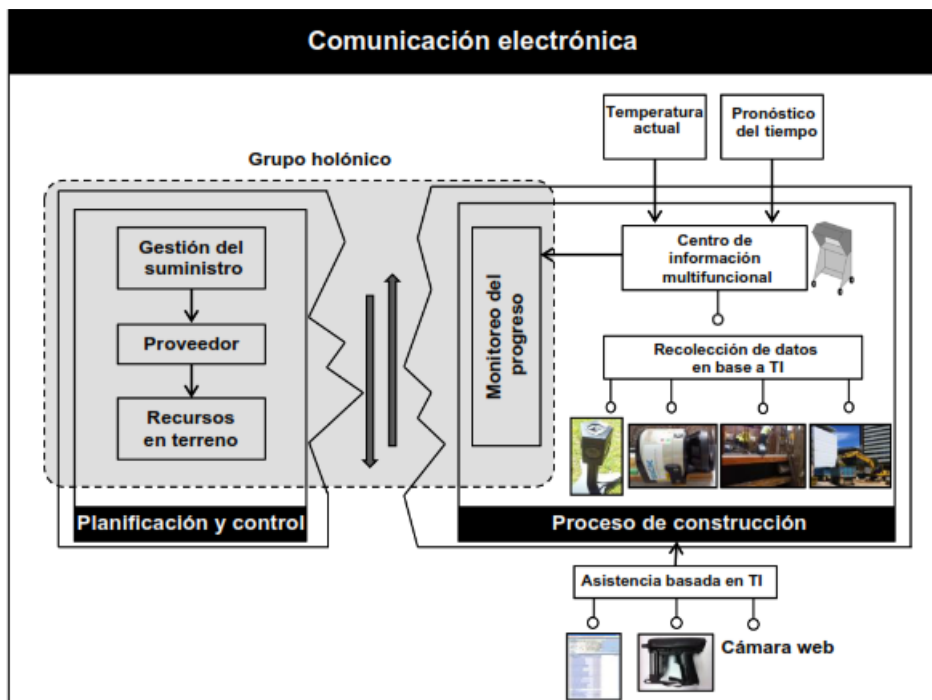 Comunicación electrónica
Temperatura
actual
Pronóstico
del tiempo
Grupo holónico
Gestión del
suministro
Proveedor
Recursos
en terreno
Planificación y control
Monitoreo del
progreso
Centro de
información
multifuncional
Recolección de datos
en base a TI
Proceso de construcción
Asistencia basada en TI
Cámara web